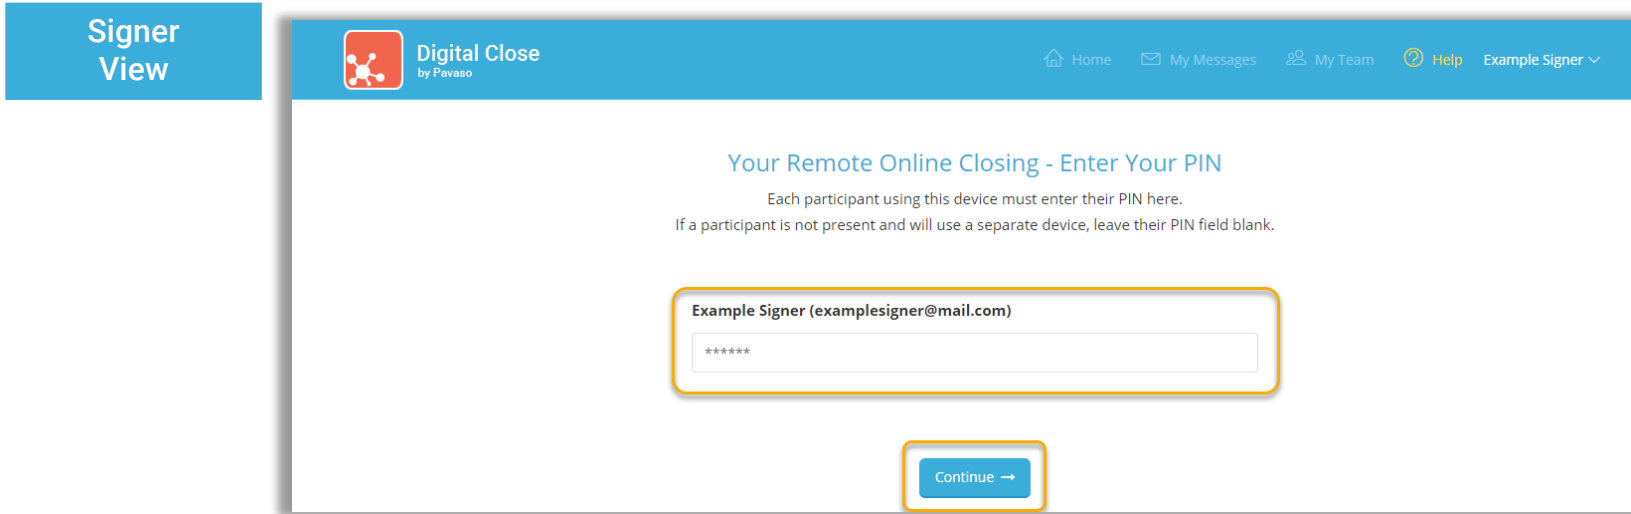 Signer
View
Digital Close
by Pavaso
Home My Messages My Team Help Example Signer
Your Remote Online Closing - Enter Your PIN
Each participant using this device must enter their PIN here.
If a participant is not present and will use a separate device, leave their PIN field blank.
Example Signer (examplesigner@mail.com)
******
Continue →